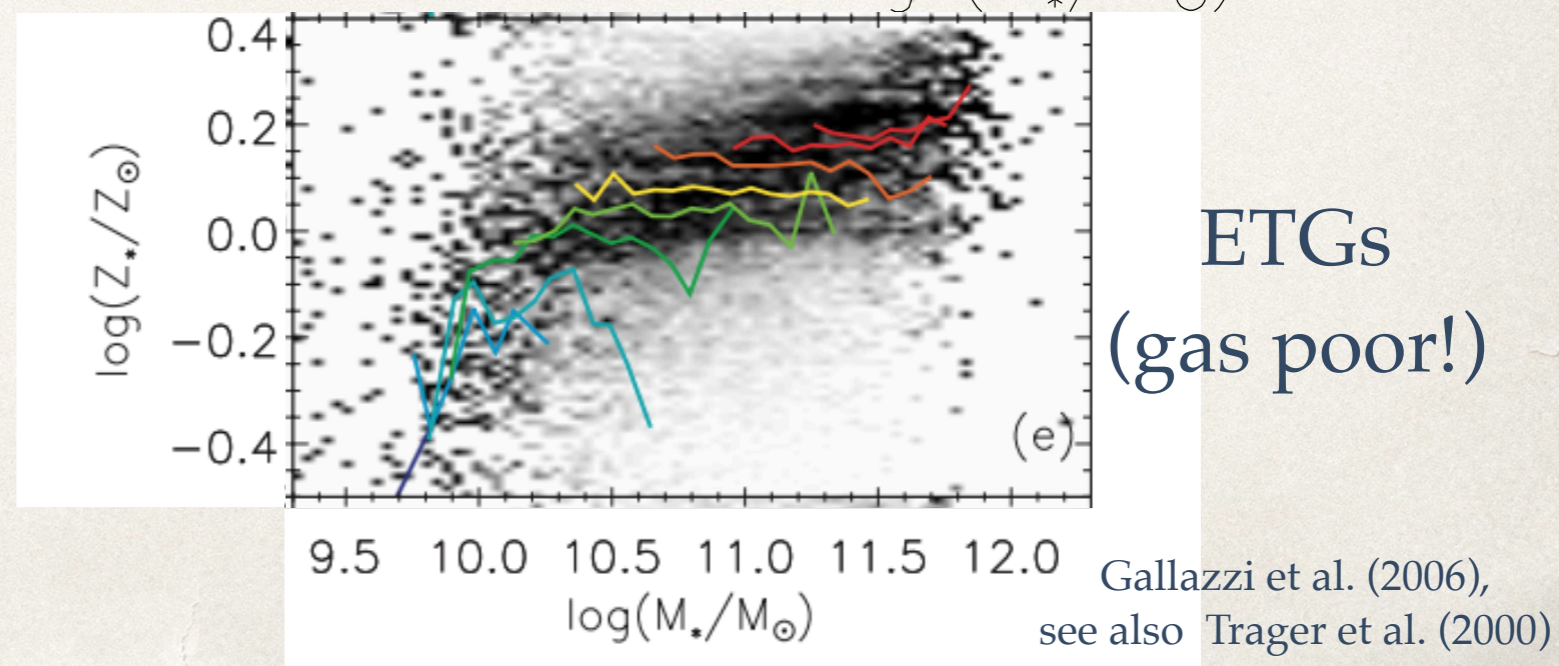 0.4
0.2
0.0
−0.2
−0.4
log(Z*/Z☉)
(e)
9.5 10.0 10.5 11.0 11.5 12.0
log(M*/M☉)
ETGs
(gas poor!)
Gallazzi et al. (2006),
see also Trager et al. (2000)